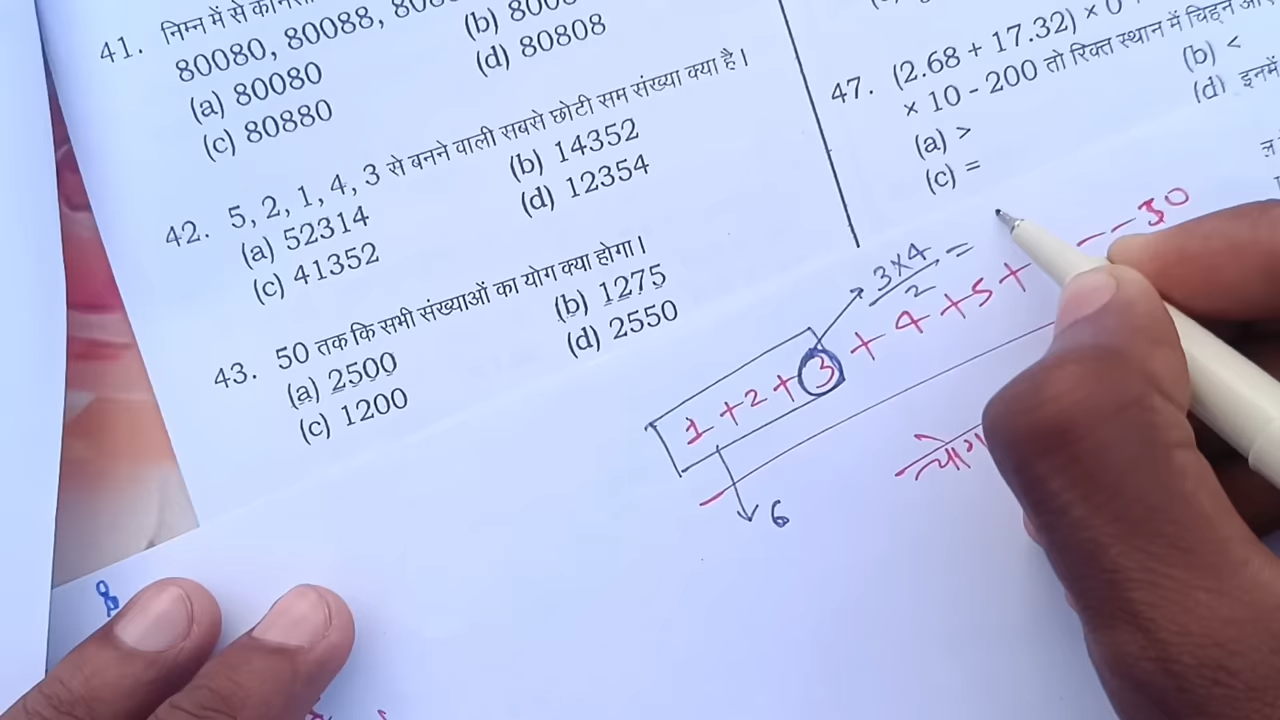 41. निम्न में से
80080, 80088,
(a) 80080 (b)
(c) 80880 (d) 80808
42. 5, 2, 1, 4, 3 से बनने वाली सबसे छोटी सम संख्या क्या है।
(a) 52314 (b) 14352
(c) 41352 (d) 12354
43. 50 तक कि सभी संख्याओं का योग क्या होगा।
(a) 2500 (b) 1275
(c) 1200 (d) 2550
47. (2.68 + 17.32) × 0
× 10 - 200 तो रिक्त स्थान में चिह्न
(a) > (b) <
(c) = (d) इनमें
3×4 =
2
1 + 2 + 3 + 4 + 5 + --30
6
8